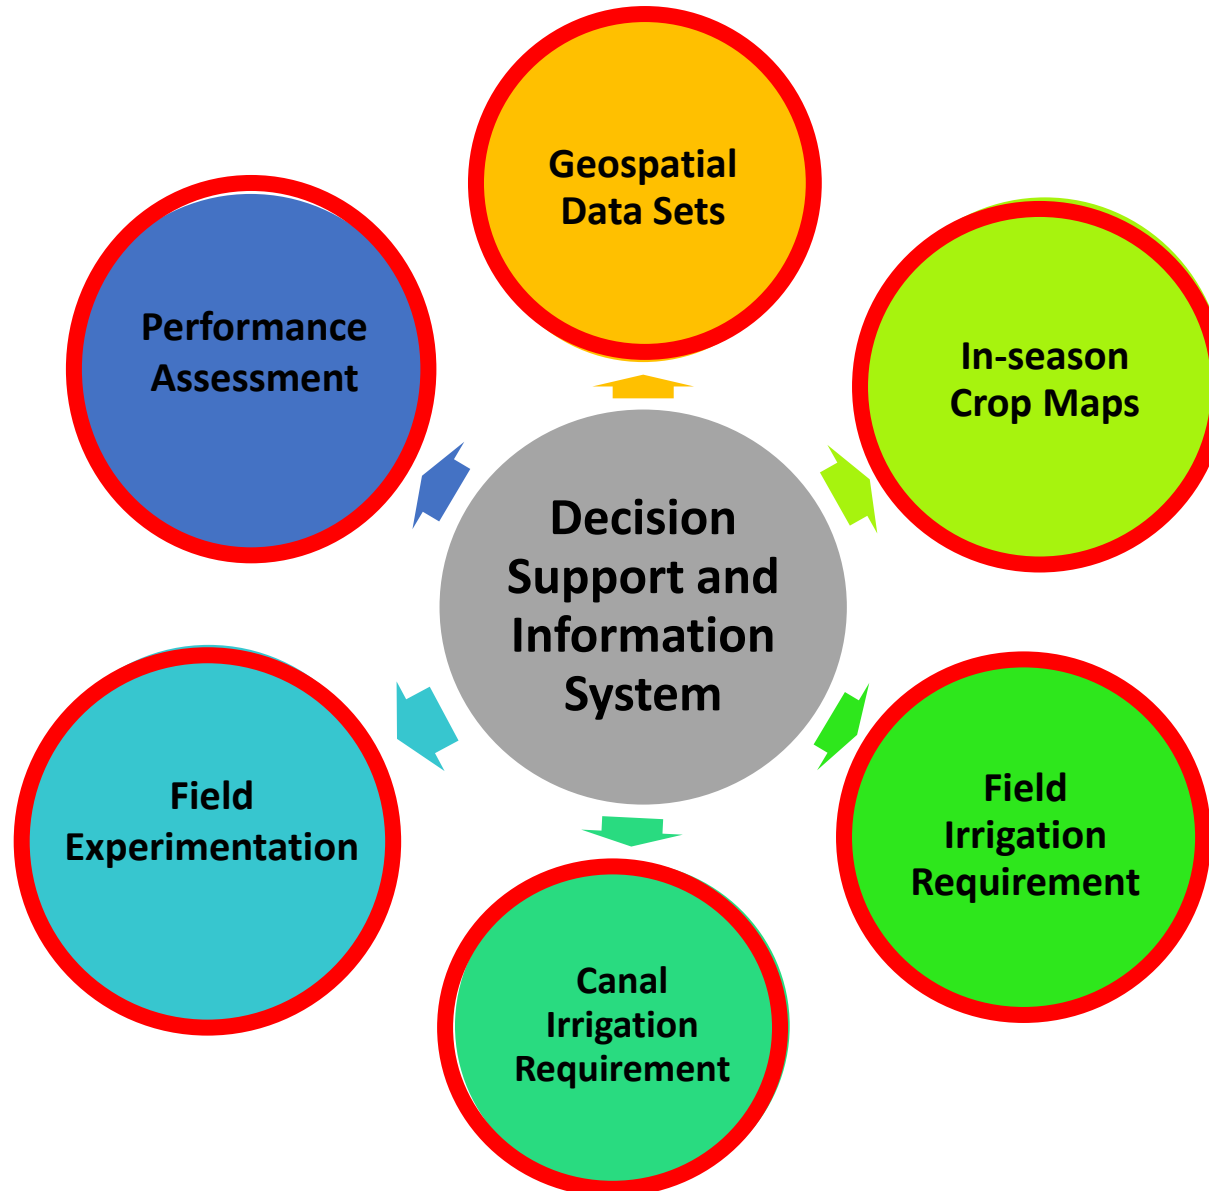 Geospatial
Data Sets
In-season
Crop Maps
Field
Irrigation
Requirement
Canal
Irrigation
Requirement
Field
Experimentation
Performance
Assessment
Decision
Support and
Information
System